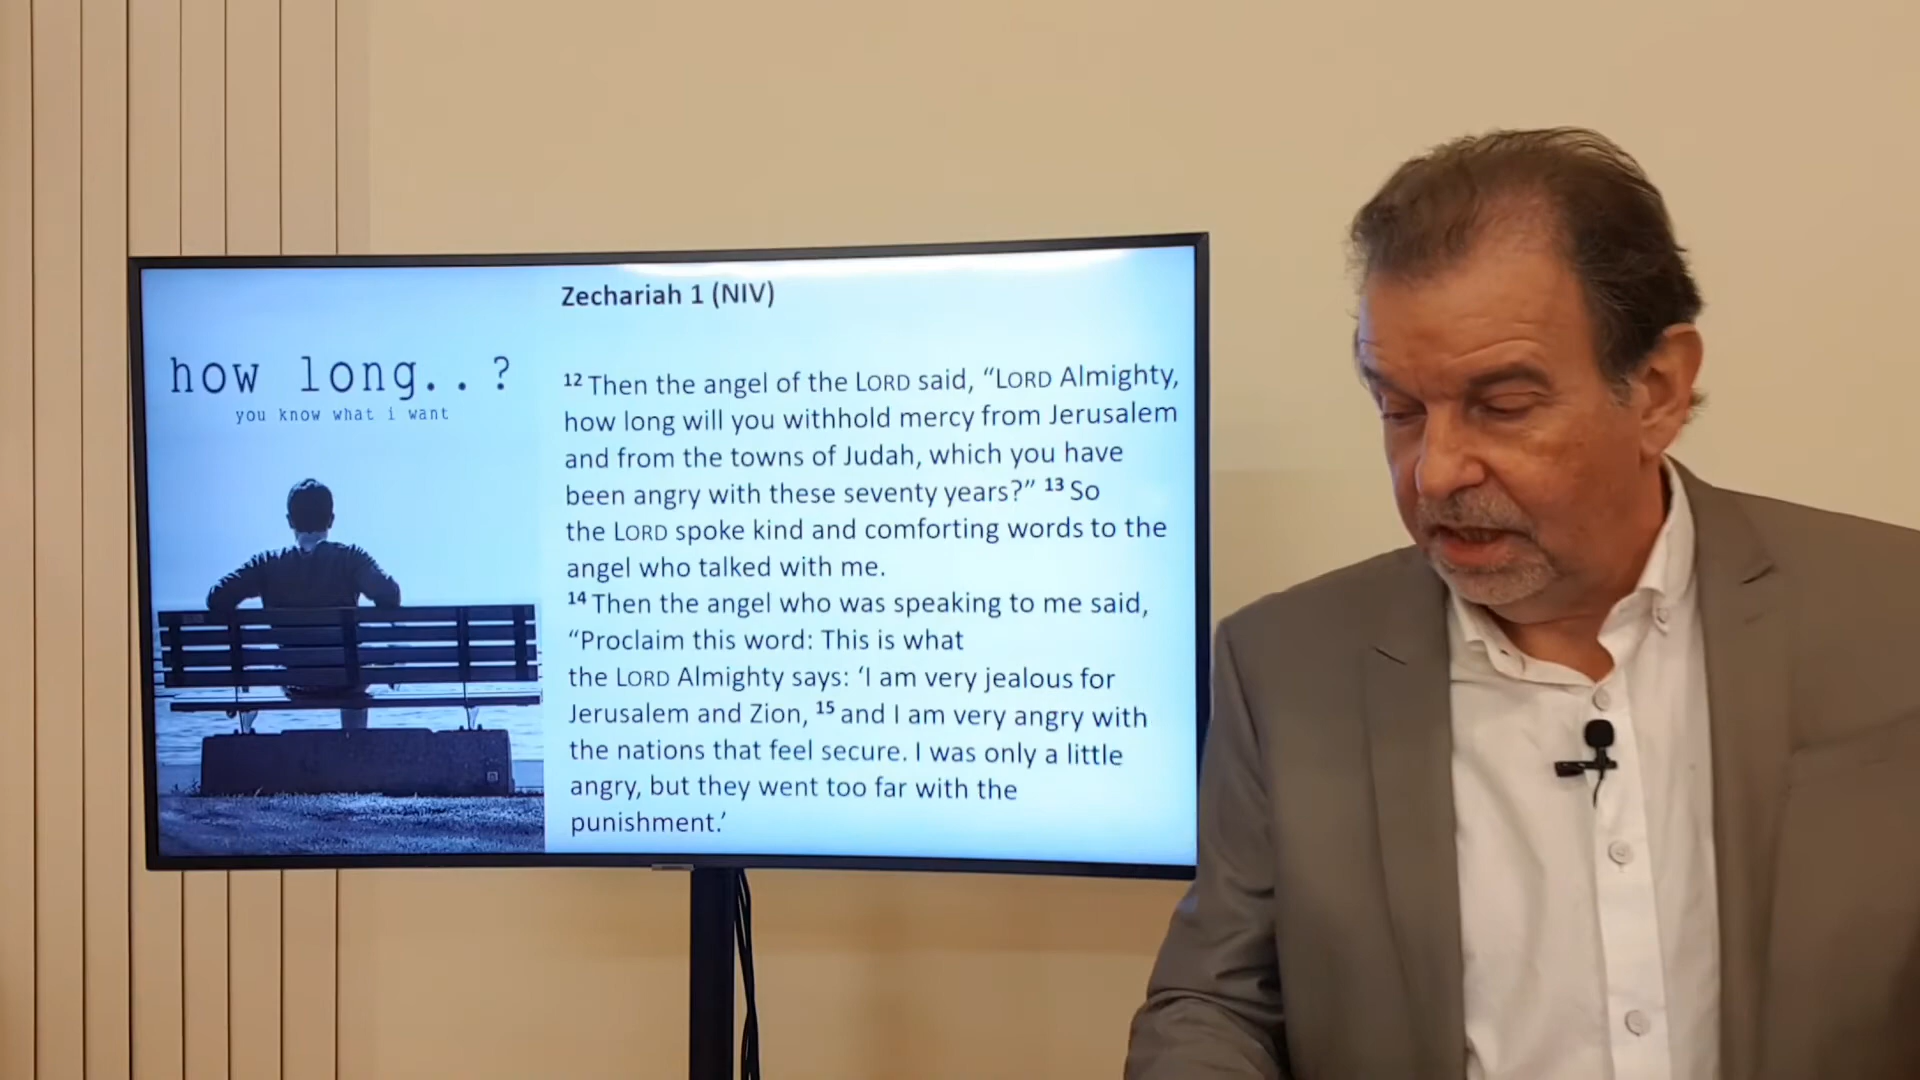 how long..?
you know what i want
Zechariah 1 (NIV)
12 Then the angel of the LORD said, “LORD Almighty,
how long will you withhold mercy from Jerusalem
and from the towns of Judah, which you have
been angry with these seventy years?” 13 So
the LORD spoke kind and comforting words to the
angel who talked with me.
14 Then the angel who was speaking to me said,
“Proclaim this word: This is what
the LORD Almighty says: ‘I am very jealous for
Jerusalem and Zion, 15 and I am very angry with
the nations that feel secure. I was only a little
angry, but they went too far with the
punishment.’